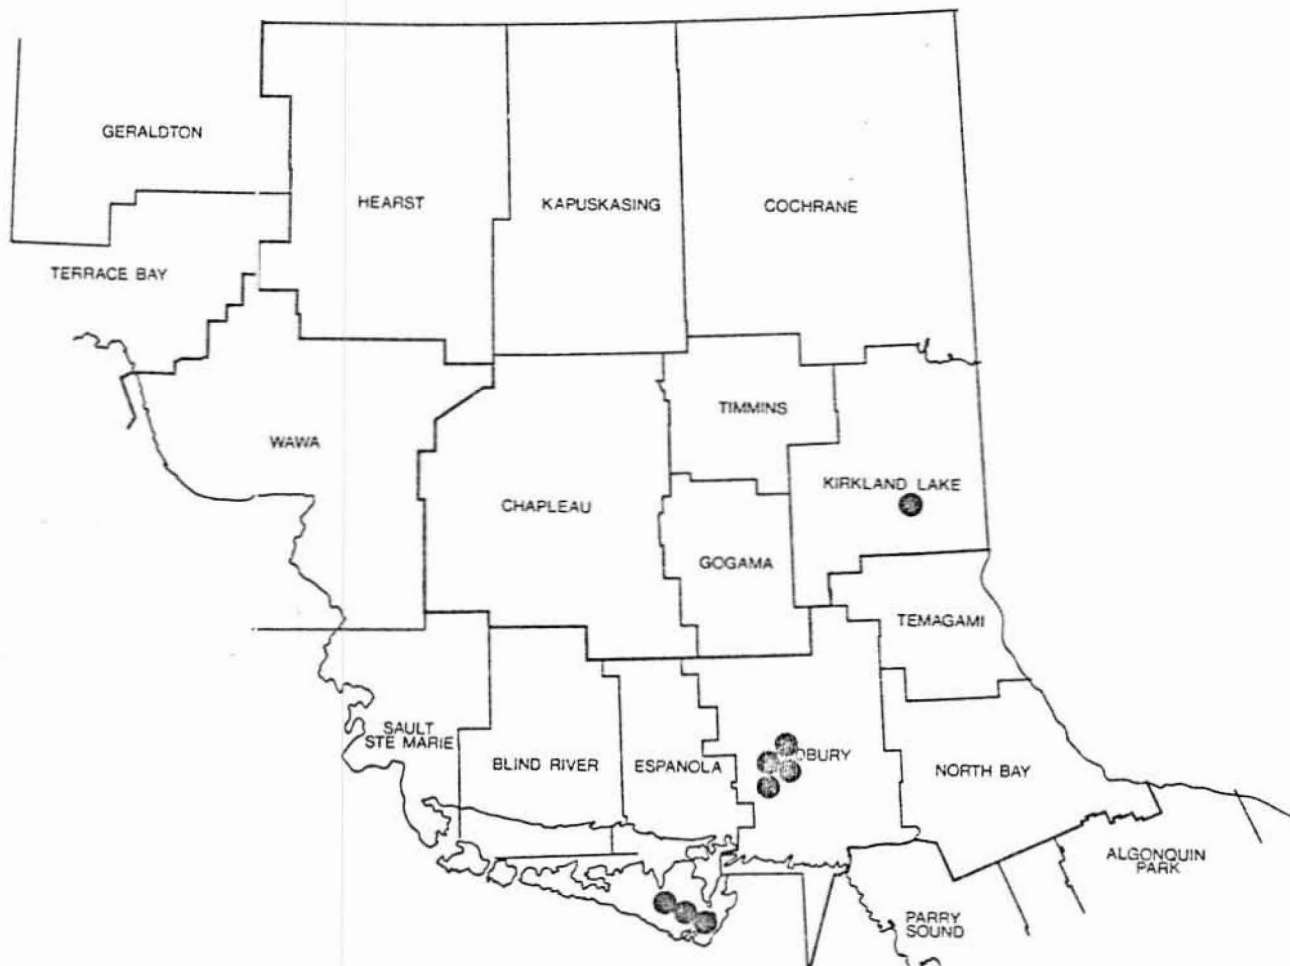 GERALDTON
HEARST
KAPUSKASING
COCHRANE
TERRACE BAY
TIMMINS
WAWA
KIRKLAND LAKE
CHAPLEAU
GOGAMA
TEMAGAMI
SAULT
STE MARIE
BLIND RIVER
ESPANOLA
DBURY
NORTH BAY
ALGONQUIN
PARK
PARRY
SOUND